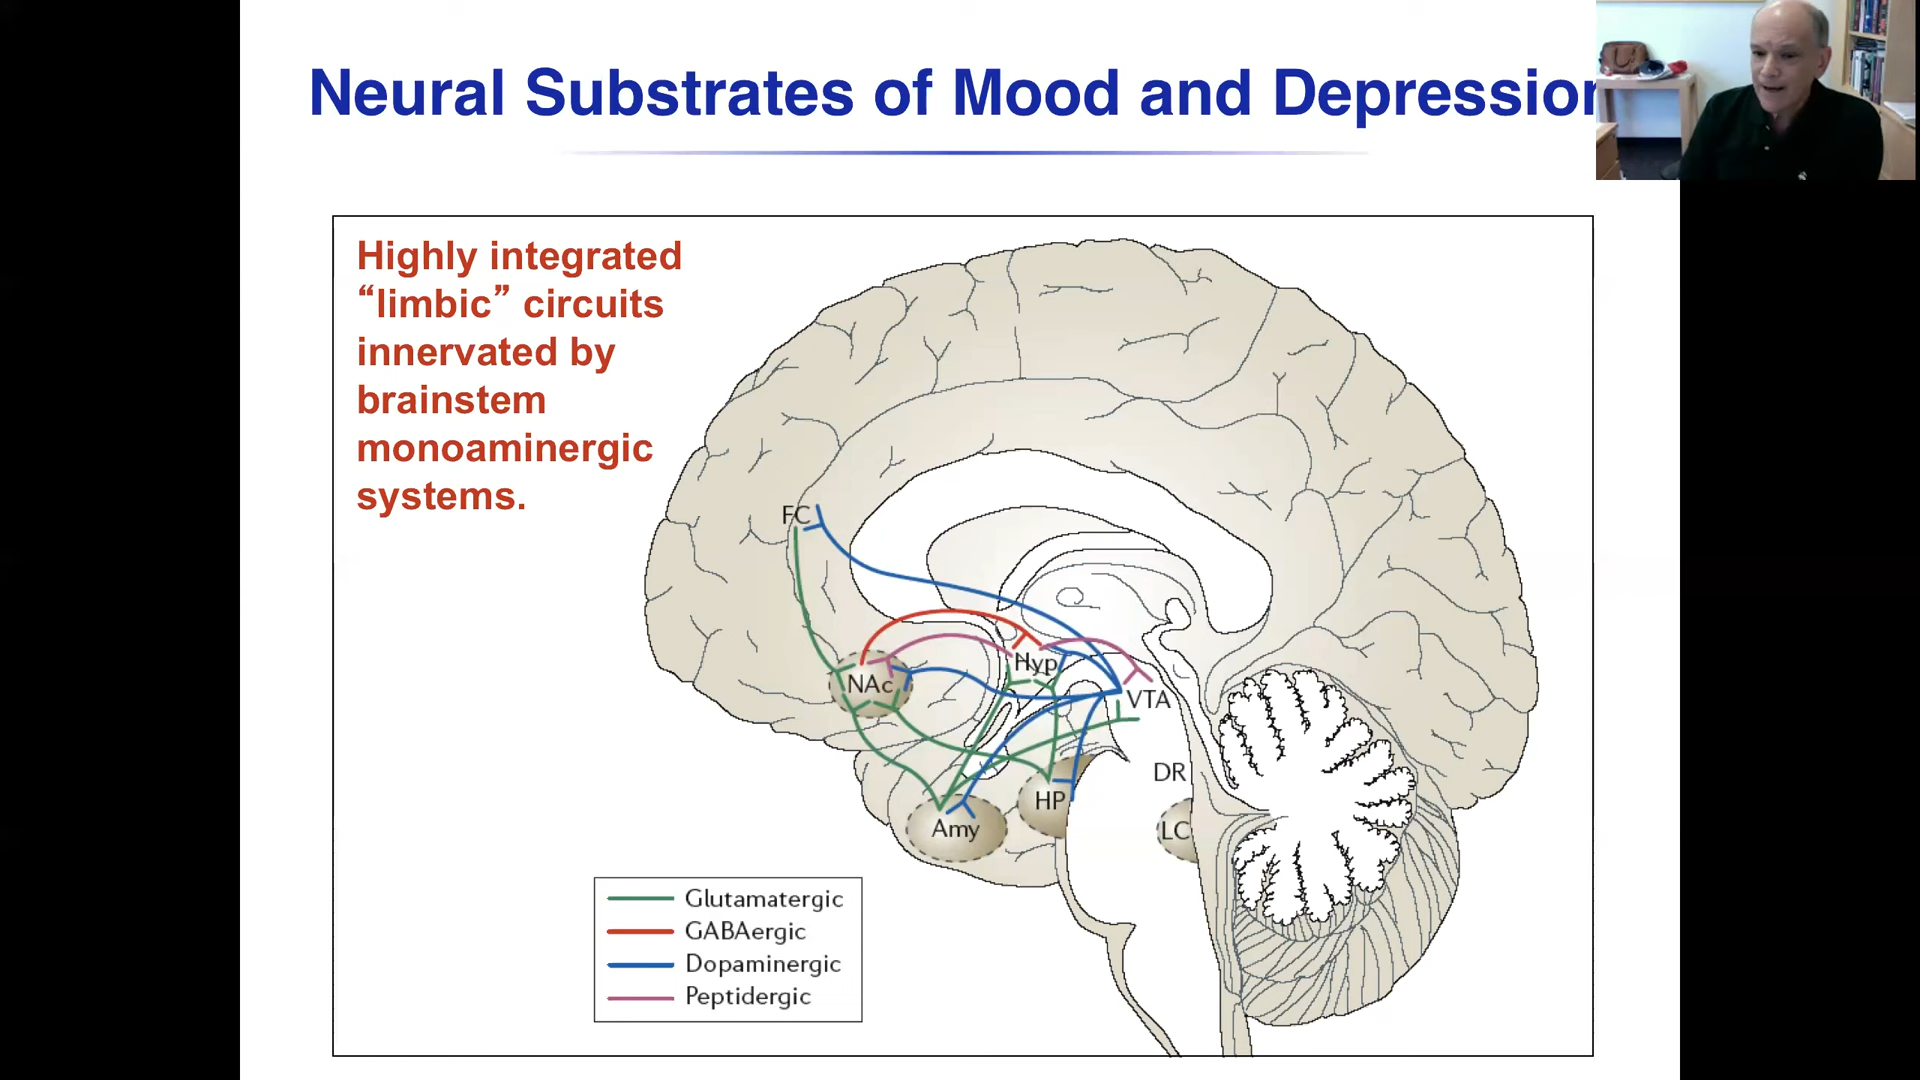 Neural Substrates of Mood and Depression
Highly integrated
“limbic” circuits
innervated by
brainstem
monoaminergic
systems.
FC
Hyp
NAc
VTA
DR
HP
Amy
LC
Glutamatergic
GABAergic
Dopaminergic
Peptidergic